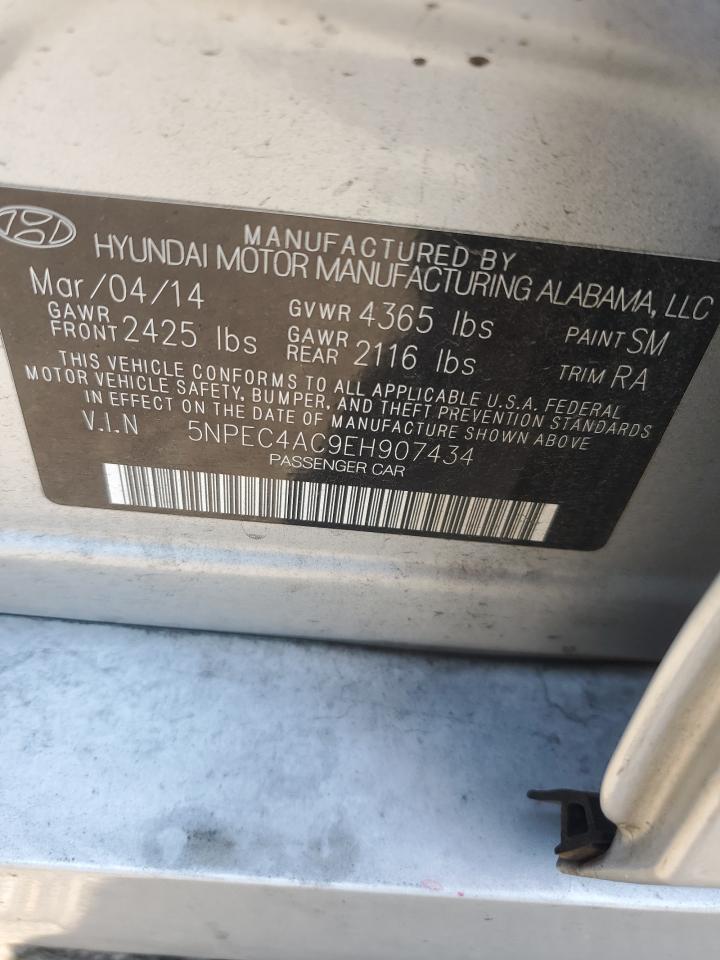 MANUFACTURED BY
HYUNDAI MOTOR MANUFACTURING ALABAMA, LLC
Mar/04/14 GVWR 4365 lbs PAINT SM
GAWR FRONT 2425 lbs GAWR REAR 2116 lbs TRIM RA
THIS VEHICLE CONFORMS TO ALL APPLICABLE U.S.A. FEDERAL
MOTOR VEHICLE SAFETY, BUMPER, AND THEFT PREVENTION STANDARDS
IN EFFECT ON THE DATE OF MANUFACTURE SHOWN ABOVE
V.I.N 5NPEC4AC9EH907434
PASSENGER CAR